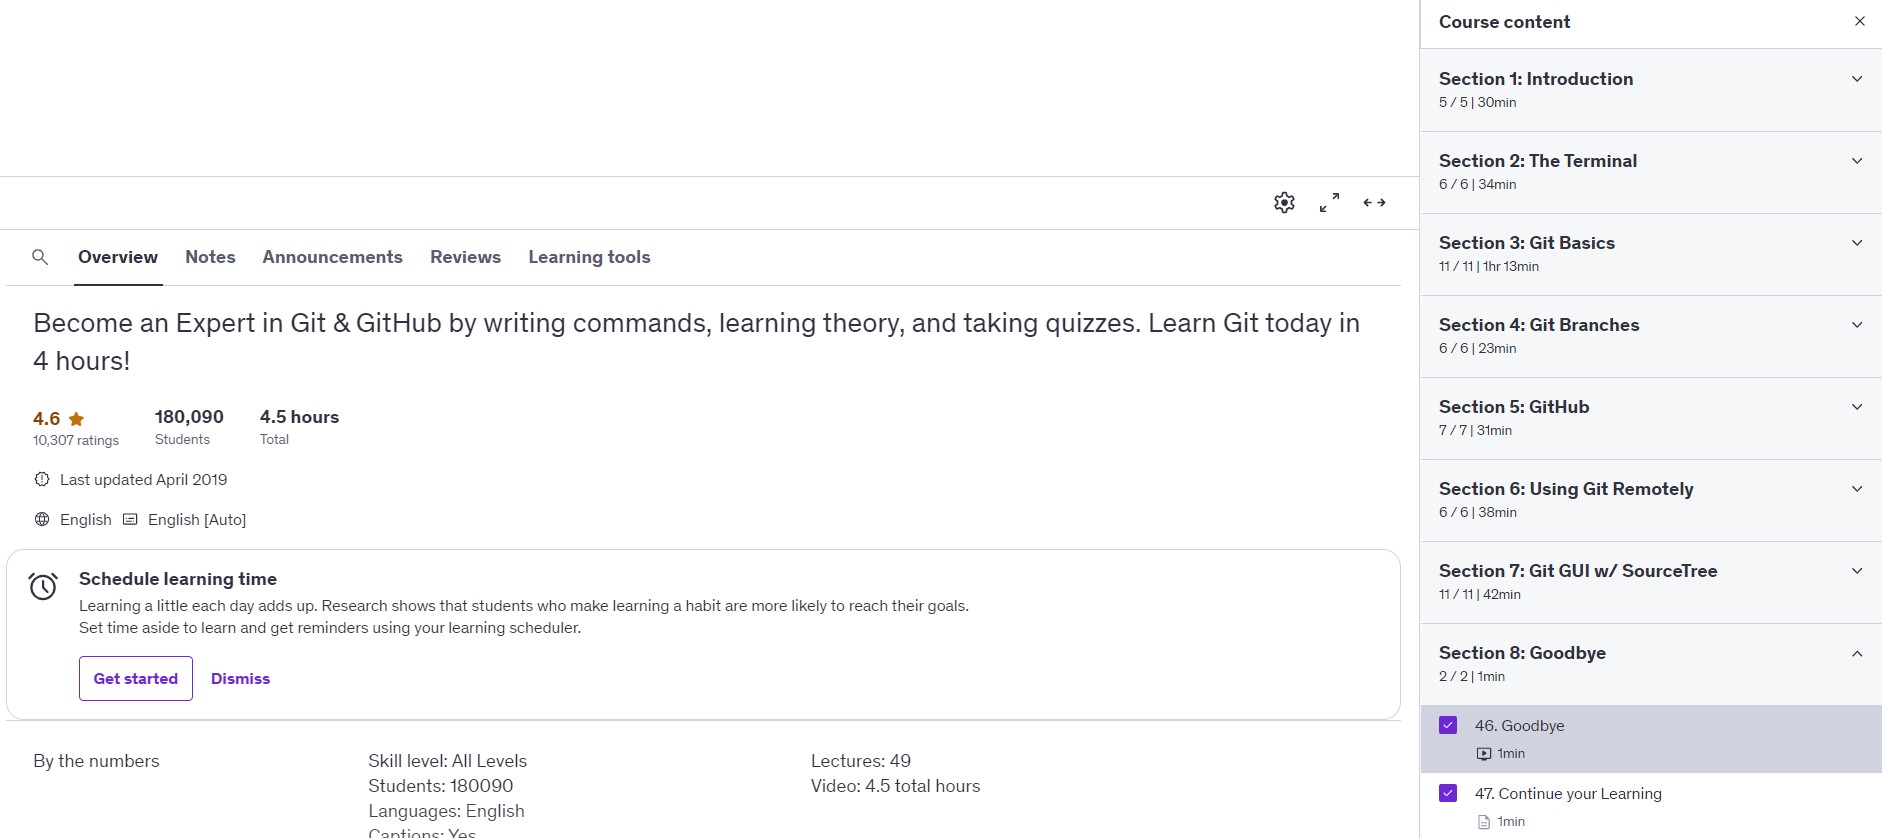 Course content
Section 1: Introduction
5 / 5 | 30min
Section 2: The Terminal
6 / 6 | 34min
Section 3: Git Basics
11 / 11 | 1hr 13min
Section 4: Git Branches
6 / 6 | 23min
Section 5: GitHub
7 / 7 | 31min
Section 6: Using Git Remotely
6 / 6 | 38min
Section 7: Git GUI w/ SourceTree
11 / 11 | 42min
Section 8: Goodbye
2 / 2 | 1min
46. Goodbye
1min
47. Continue your Learning
1min
Overview Notes Announcements Reviews Learning tools
Become an Expert in Git & GitHub by writing commands, learning theory, and taking quizzes. Learn Git today in
4 hours!
4.6 180,090 4.5 hours
10,307 ratings Students Total
Last updated April 2019
English English [Auto]
Schedule learning time
Learning a little each day adds up. Research shows that students who make learning a habit are more likely to reach their goals.
Set time aside to learn and get reminders using your learning scheduler.
Get started Dismiss
By the numbers Skill level: All Levels Lectures: 49
Students: 180090 Video: 4.5 total hours
Languages: English
Captions: Yes